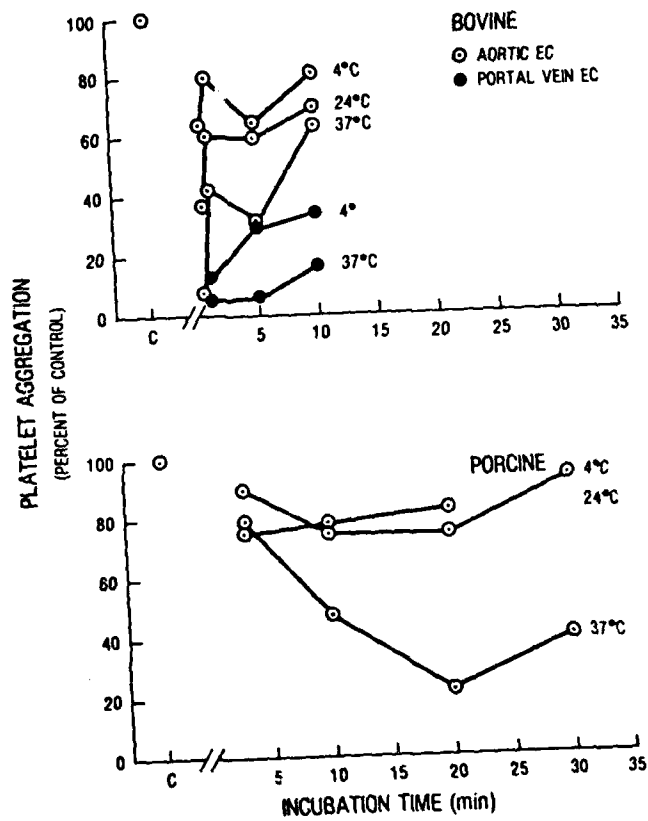 BOVINE
AORTIC EC
PORTAL VEIN EC
100
80
60
40
20
0
4°C
24°C
37°C
4°
37°C
C
5
10
15
20
25
30
35
PLATELET AGGREGATION
(PERCENT OF CONTROL)
PORCINE
100
80
60
40
20
0
4°C
24°C
37°C
C
5
10
15
20
25
30
35
INCUBATION TIME (min)